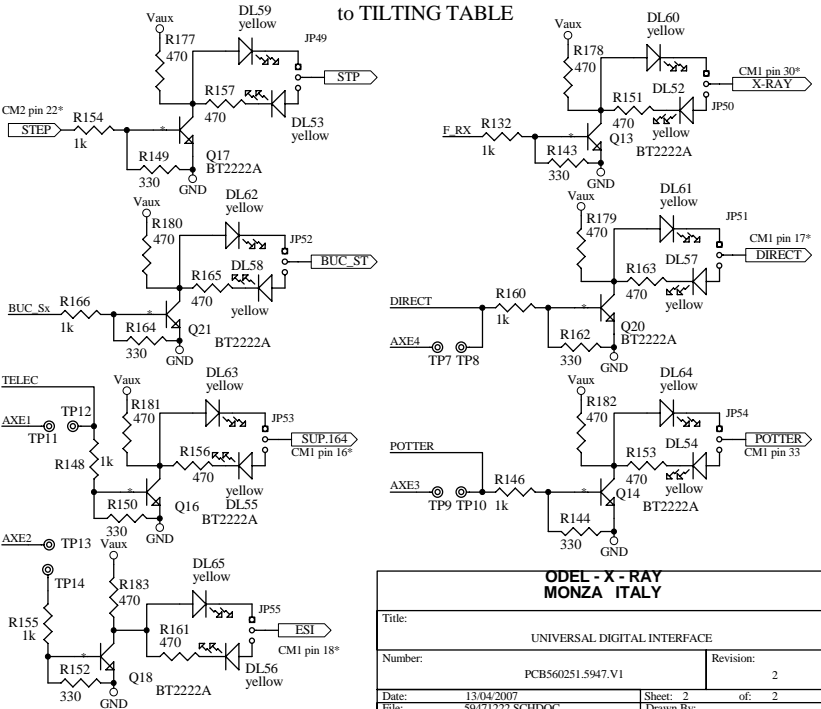 to TILTING TABLE
Vaux
R177
470
DL59
yellow
JP49
STP
R157
470
DL53
yellow
CM2 pin 22*
STEP
R154
1k
*
R149
330
Q17
BT2222A
GND
Vaux
R178
470
DL60
yellow
CM1 pin 30*
X-RAY
DL52
JP50
R151
470
yellow
F_RX
R132
1k
*
R143
330
Q13
BT2222A
GND
Vaux
R180
470
DL62
yellow
JP52
BUC_ST
DL58
R165
470
yellow
BUC_Sx
R166
1k
*
R164
330
Q21
BT2222A
GND
Vaux
R179
470
DL61
yellow
JP51
CM1 pin 17*
DIRECT
DL57
R163
470
yellow
DIRECT
R160
1k
*
AXE4
TP7 TP8
R162
330
Q20
BT2222A
GND
TELEC
AXE1
TP12
TP11
Vaux
R181
470
DL63
yellow
JP53
SUP.164
CM1 pin 16*
R148
1k
R156
470
yellow
DL55
*
R150
330
Q16
BT2222A
GND
Vaux
R182
470
DL64
yellow
JP54
POTTER
CM1 pin 33
DL54
R153
470
yellow
POTTER
AXE3
TP9 TP10
R146
1k
*
R144
330
Q14
BT2222A
GND
AXE2
TP13
TP14
Vaux
R183
470
DL65
yellow
JP55
ESI
CM1 pin 18*
R161
470
DL56
yellow
R155
1k
*
R152
330
Q18
BT2222A
GND
ODEL - X - RAY
MONZA ITALY
Title:
UNIVERSAL DIGITAL INTERFACE
Number:
PCB560251.5947.V1
Revision:
2
Date: 13/04/2007 Sheet: 2 of: 2
File: 59471222.SCHDOC Drawn By: